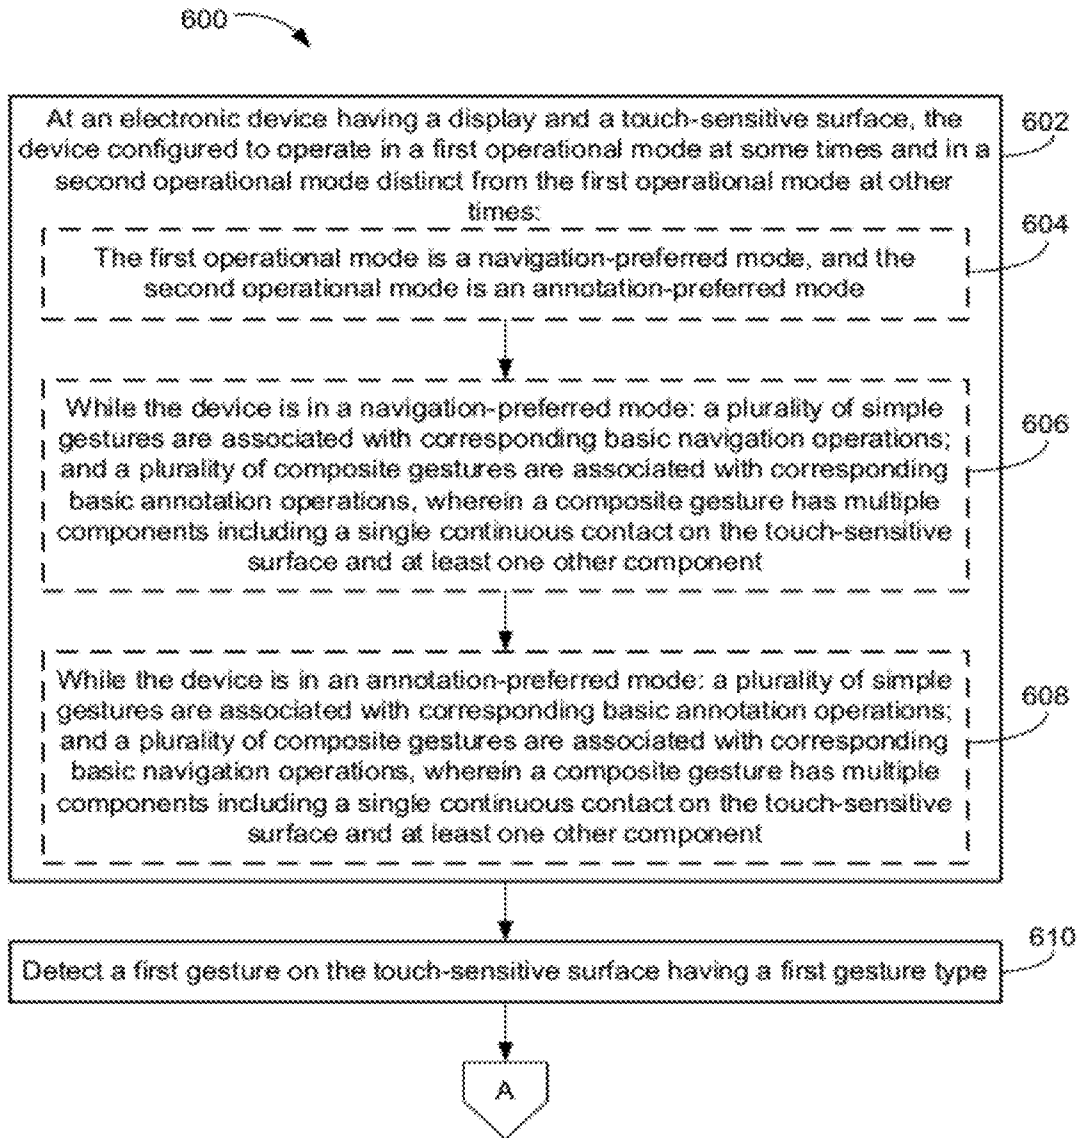 600
At an electronic device having a display and a touch-sensitive surface, the
device configured to operate in a first operational mode at some times and in a
second operational mode distinct from the first operational mode at other
times:
602
The first operational mode is a navigation-preferred mode, and the
second operational mode is an annotation-preferred mode
604
While the device is in a navigation-preferred mode: a plurality of simple
gestures are associated with corresponding basic navigation operations;
and a plurality of composite gestures are associated with corresponding
basic annotation operations, wherein a composite gesture has multiple
components including a single continuous contact on the touch-sensitive
surface and at least one other component
606
While the device is in an annotation-preferred mode: a plurality of simple
gestures are associated with corresponding basic annotation operations;
and a plurality of composite gestures are associated with corresponding
basic navigation operations, wherein a composite gesture has multiple
components including a single continuous contact on the touch-sensitive
surface and at least one other component
608
Detect a first gesture on the touch-sensitive surface having a first gesture type
610
A